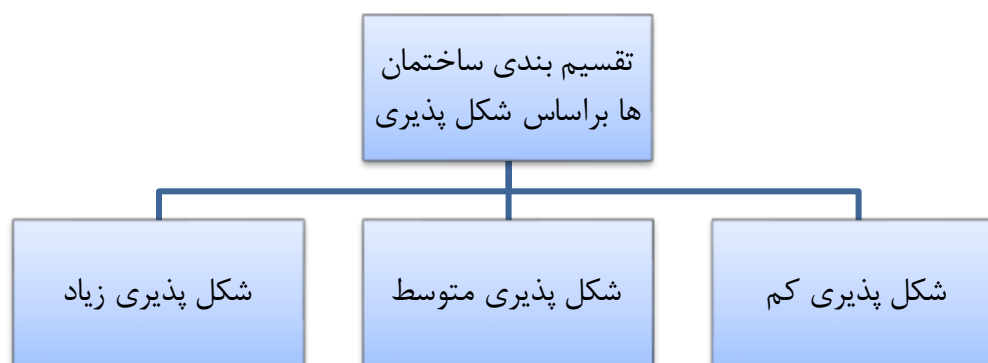 تقسیم بندی ساختمان
ها براساس شکل پذیری
شکل پذیری کم
شکل پذیری متوسط
شکل پذیری زیاد